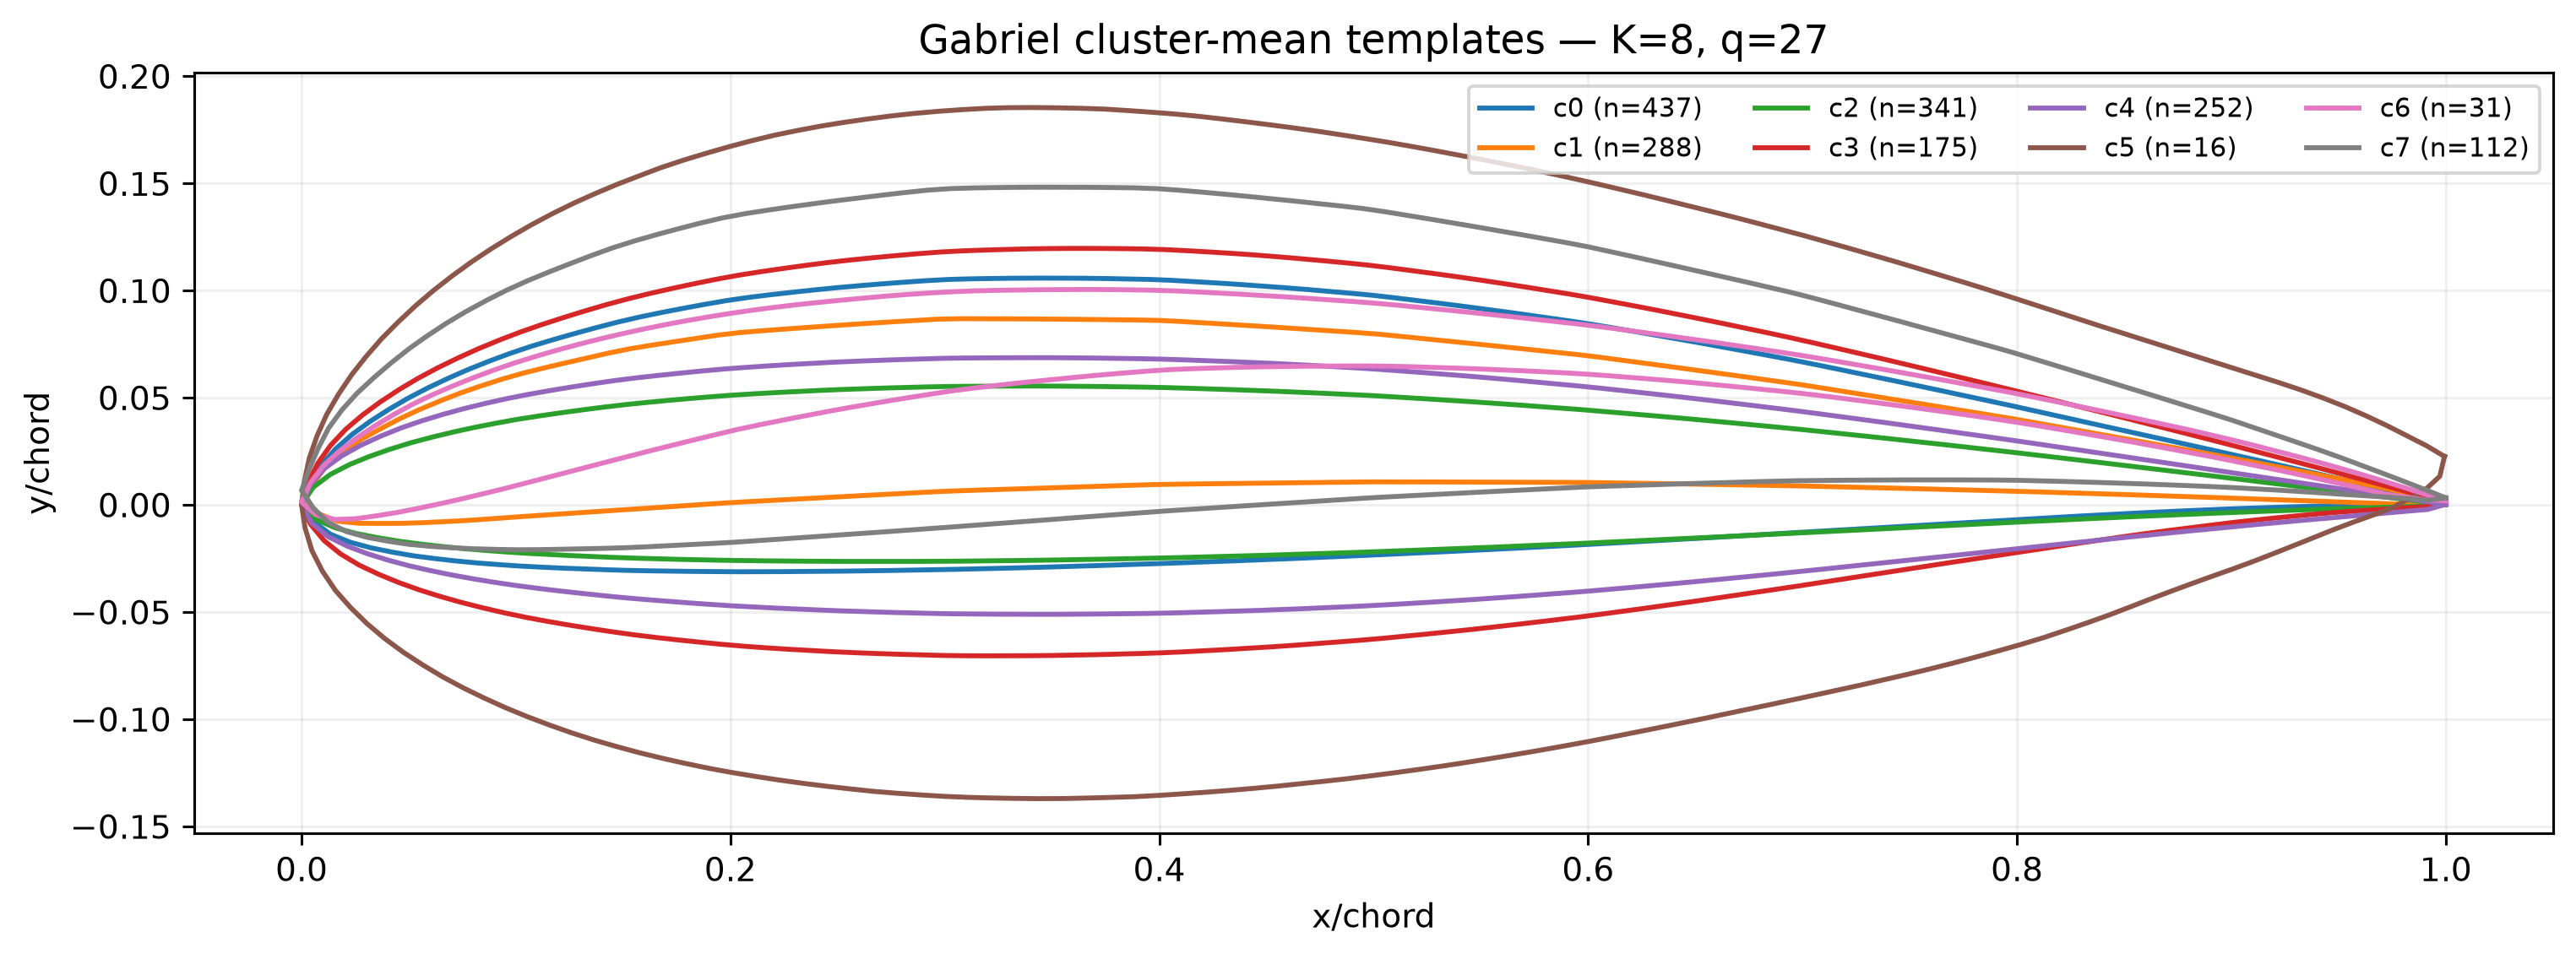 Gabriel cluster-mean templates — K=8, q=27
c0 (n=437) c2 (n=341) c4 (n=252) c6 (n=31)
c1 (n=288) c3 (n=175) c5 (n=16) c7 (n=112)
0.20
0.15
0.10
0.05
0.00
−0.05
−0.10
−0.15
y/chord
0.0 0.2 0.4 0.6 0.8 1.0
x/chord